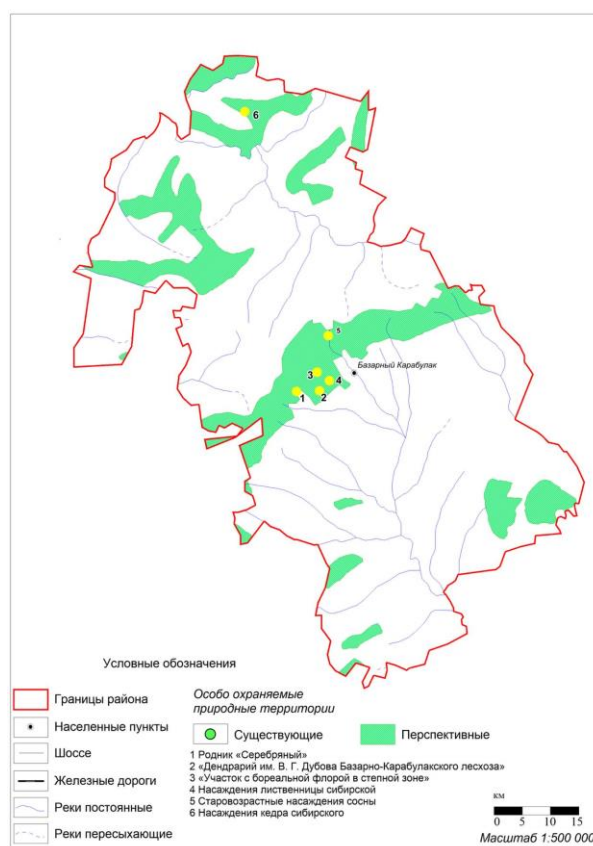 6
5
Базарный Карабулак
3
4
1
2
Условные обозначения
Границы района
Населенные пункты
Шоссе
Железные дороги
Реки постоянные
Реки пересыхающие
Особо охраняемые
природные территории
Существующие
Перспективные
1 Родник «Серебряный»
2 «Дендрарий им. В. Г. Дубова Базарно-Карабулакского лесхоза»
3 «Участок с бореальной флорой в степной зоне»
4 Насаждения лиственницы сибирской
5 Старовозрастные насаждения сосны
6 Насаждения кедра сибирского
КМ
0 5 10 15
Масштаб 1:500 000